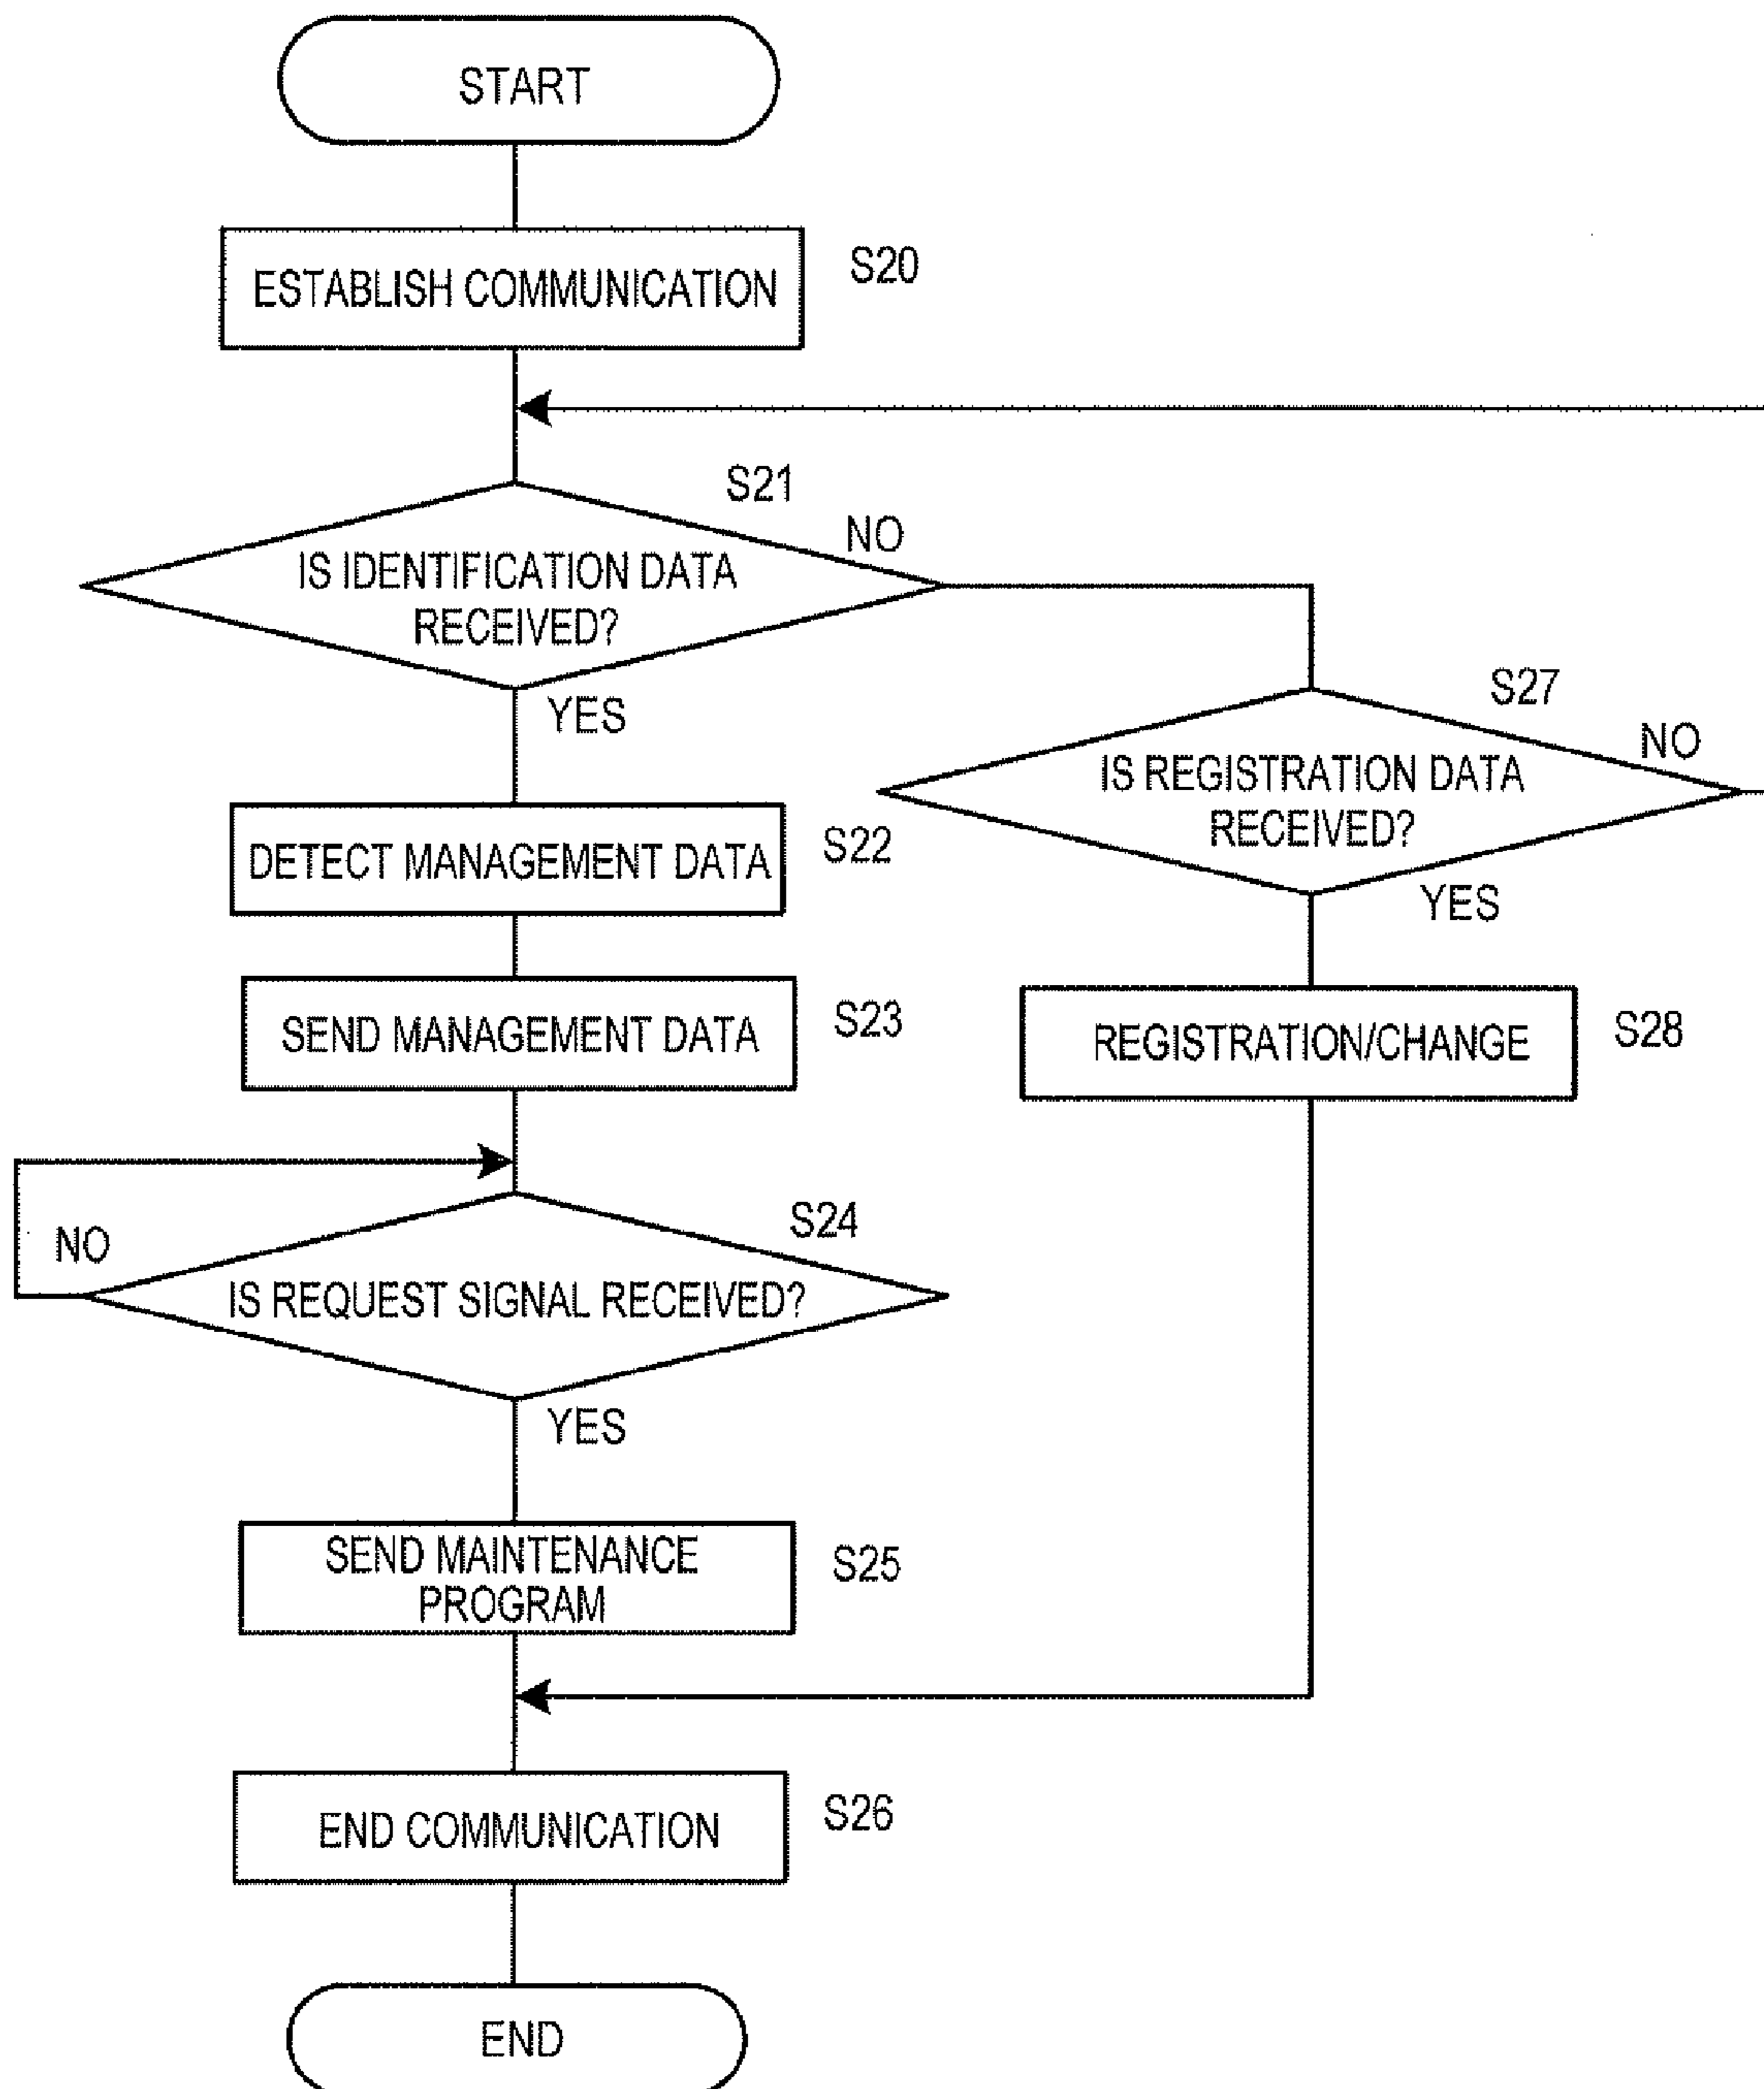 START
ESTABLISH COMMUNICATION
S20
S21
NO
IS IDENTIFICATION DATA
RECEIVED?
YES
S27
NO
IS REGISTRATION DATA
RECEIVED?
YES
DETECT MANAGEMENT DATA
S22
SEND MANAGEMENT DATA
S23
REGISTRATION/CHANGE
S28
S24
NO
IS REQUEST SIGNAL RECEIVED?
YES
SEND MAINTENANCE
PROGRAM
S25
END COMMUNICATION
S26
END